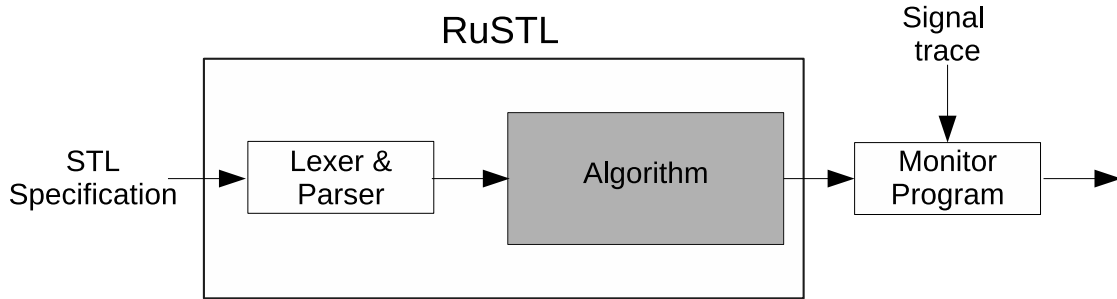 RuSTL
Signal
trace
STL
Specification
Lexer &
Parser
Algorithm
Monitor
Program